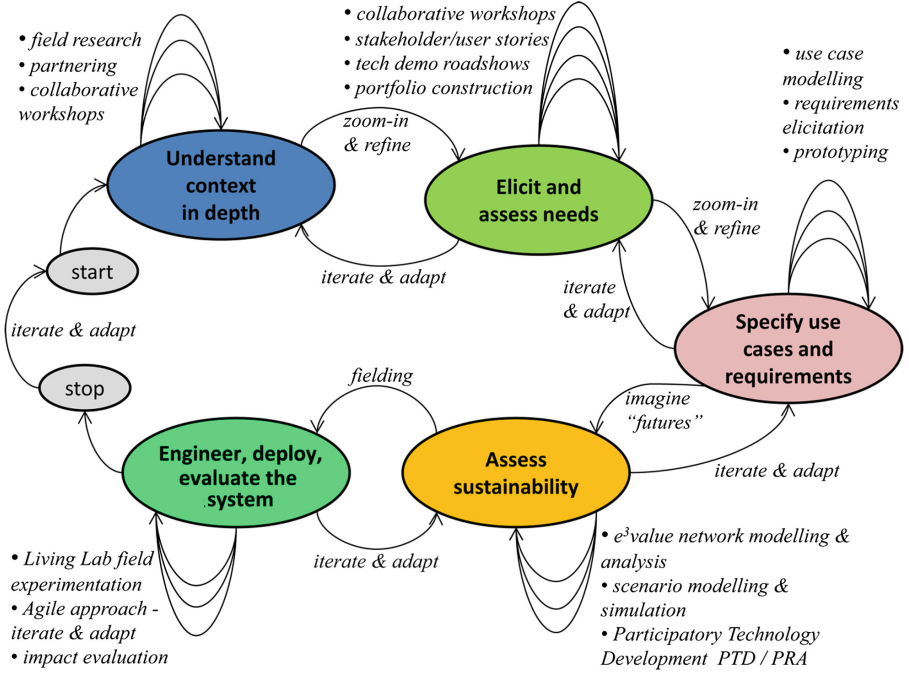 • field research
• partnering
• collaborative
workshops
• collaborative workshops
• stakeholder/user stories
• tech demo roadshows
• portfolio construction
• use case
modelling
• requirements
elicitation
• prototyping
Understand
context
in depth
zoom-in
& refine
Elicit and
assess needs
zoom-in
& refine
iterate & adapt
iterate
& adapt
start
iterate & adapt
stop
Specify use
cases and
requirements
fielding
imagine
“futures”
iterate & adapt
Engineer, deploy,
evaluate the
.system
Assess
sustainability
iterate & adapt
• Living Lab field
experimentation
• Agile approach -
iterate & adapt
• impact evaluation
• e³value network modelling &
analysis
• scenario modelling &
simulation
• Participatory Technology
Development PTD / PRA